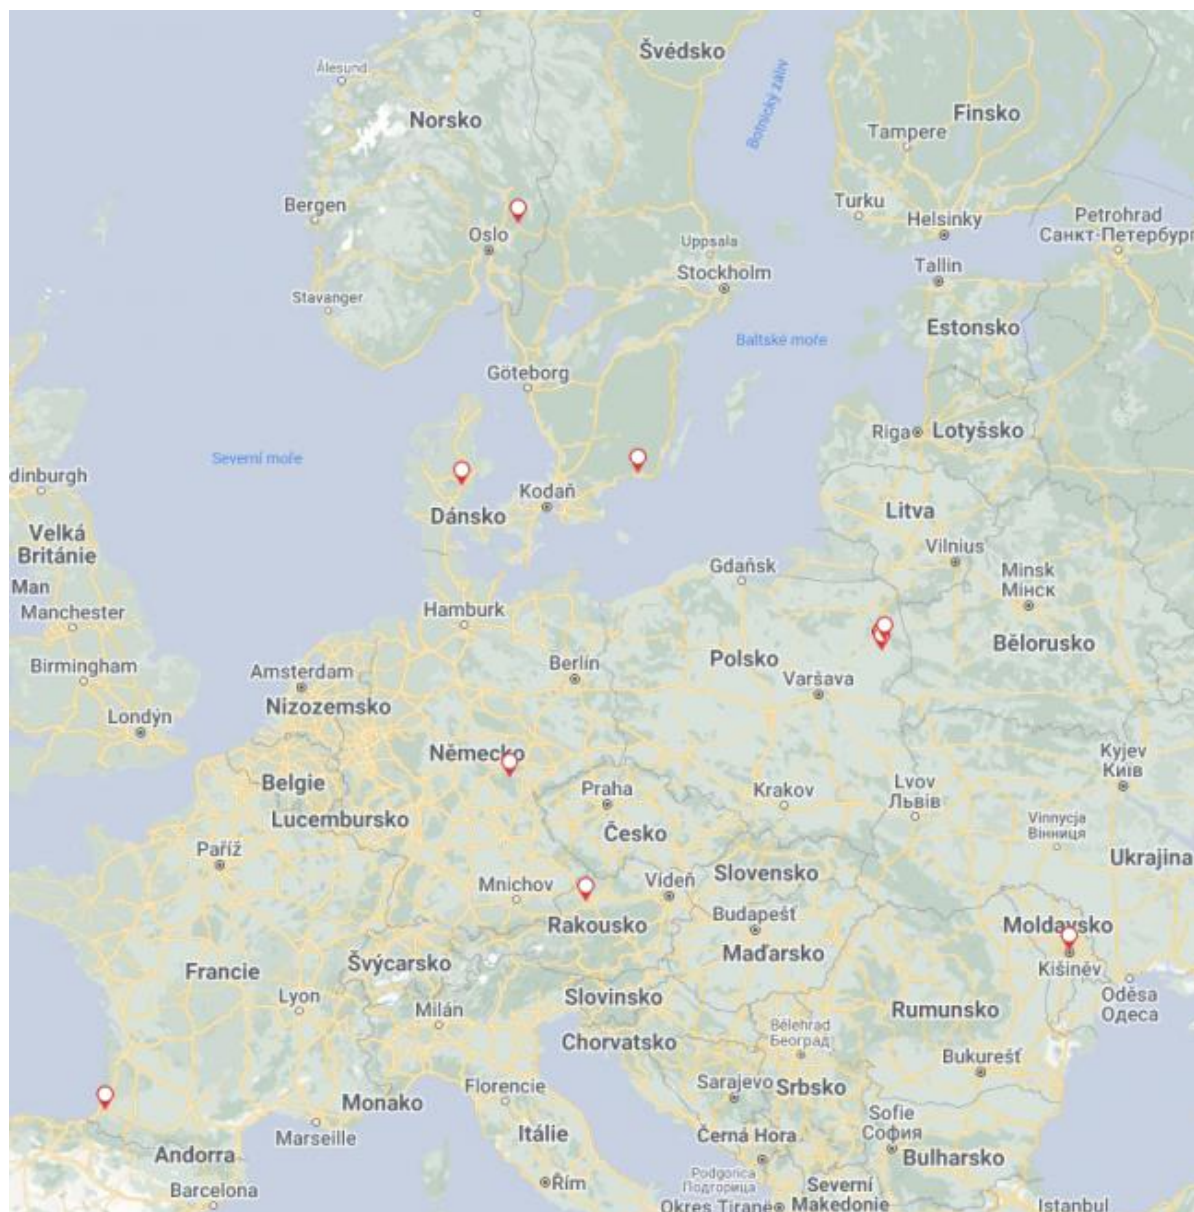 Švédsko
Ålesund
Botnický záliv
Norsko
Finsko
Tampere
Bergen
Turku
Helsinky
Petrohrad
Санкт-Петербург
Oslo
Uppsala
Stockholm
Tallin
Stavanger
Estonsko
Baltské moře
Göteborg
Riga
Lotyšsko
Severní moře
dinburgh
Kodaň
Dánsko
Litva
Velká
Británie
Vilnius
Gdaňsk
Minsk
Мінск
Man
Manchester
Hamburk
Bělorusko
Birmingham
Berlín
Polsko
Amsterdam
Varšava
Nizozemsko
Londýn
Německo
Kyjev
Київ
Belgie
Praha
Krakov
Lvov
Львів
Lucembursko
Česko
Vinnycja
Вінниця
Paříž
Ukrajina
Mnichov
Vídeň
Slovensko
Rakousko
Budapešť
Moldavsko
Maďarsko
Švýcarsko
Kišiněv
Francie
Lyon
Slovinsko
Oděsa
Одеса
Milán
Rumunsko
Chorvatsko
Bělehrad
Београд
Bukurešť
Florencie
Sarajevo
Srbsko
Monako
Marseille
Itálie
Černá Hora
Sofie
София
Andorra
Bulharsko
Podgorica
Подгорица
Barcelona
Řím
Severní
Makedonie
Okres Tirané
Istanbul